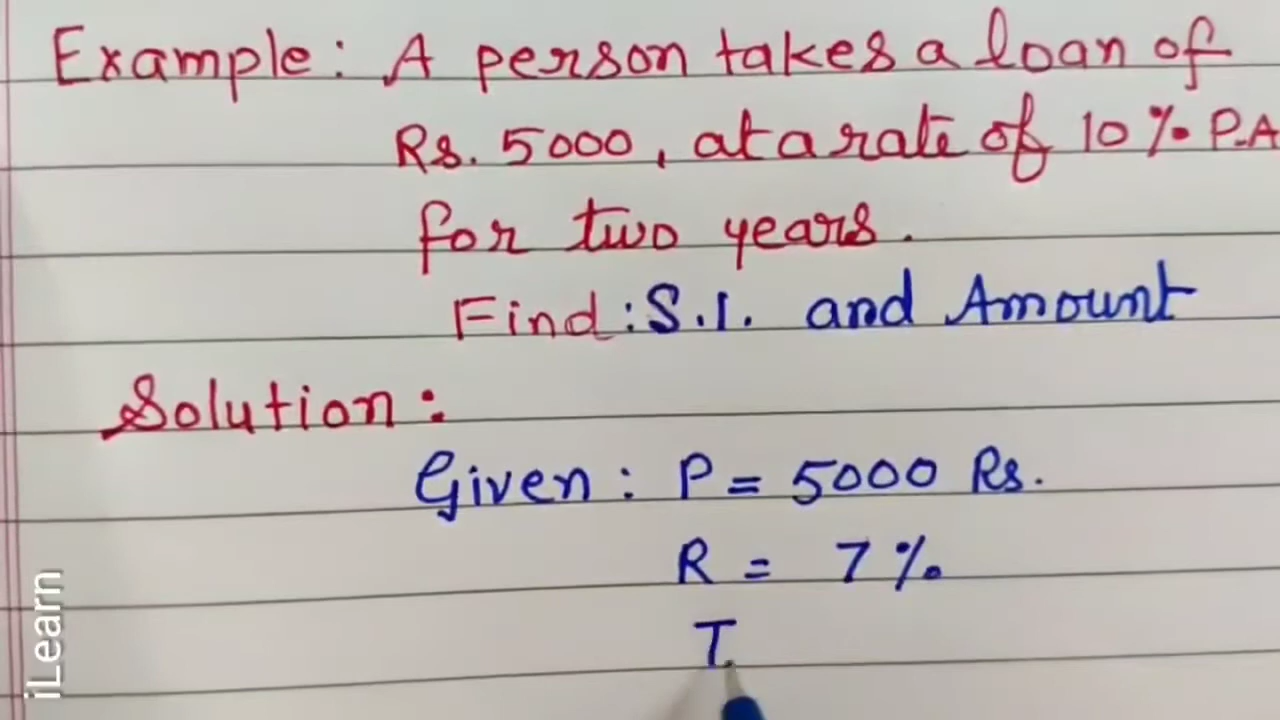 Example: A person takes a loan of
Rs. 5000, at a rate of 10% P.A
for two years.
Find: S.I. and Amount
Solution:
Given: P = 5000 Rs.
R = 7%
T
iLearn